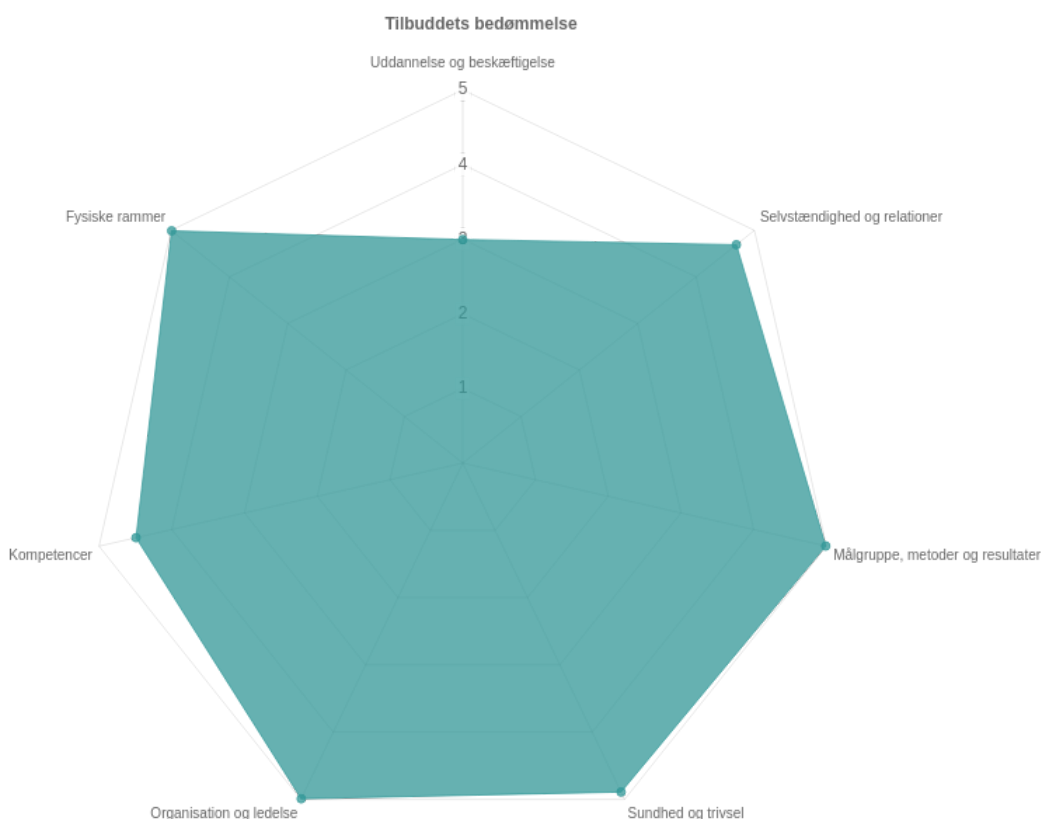 Tilbuddets bedømmelse
Uddannelse og beskæftigelse
5
4
3
2
1
Fysiske rammer
Selvstændighed og relationer
Kompetencer
Målgruppe, metoder og resultater
Organisation og ledelse
Sundhed og trivsel